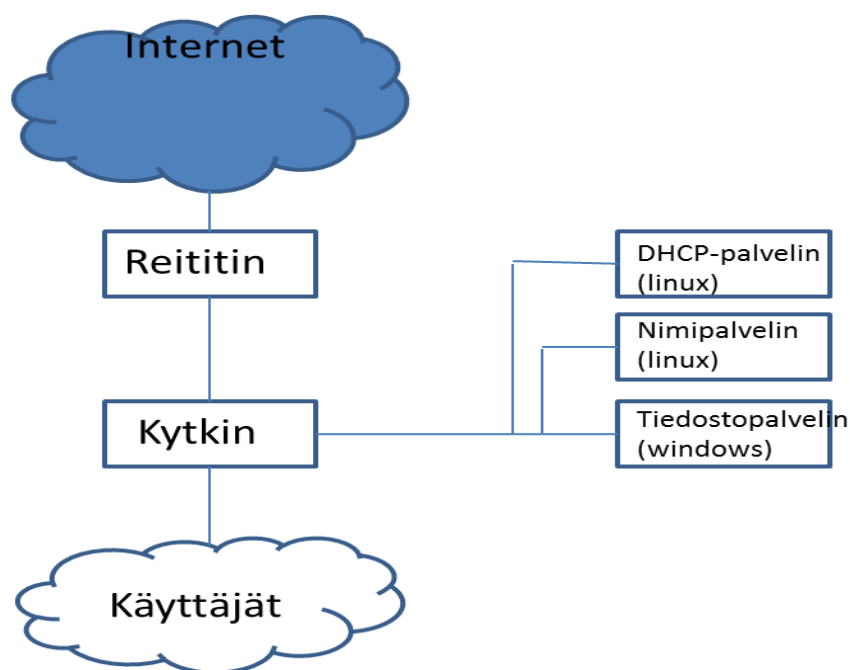 Internet
Reititin
DHCP-palvelin
(linux)
Nimipalvelin
(linux)
Kytkin
Tiedostopalvelin
(windows)
Käyttäjät